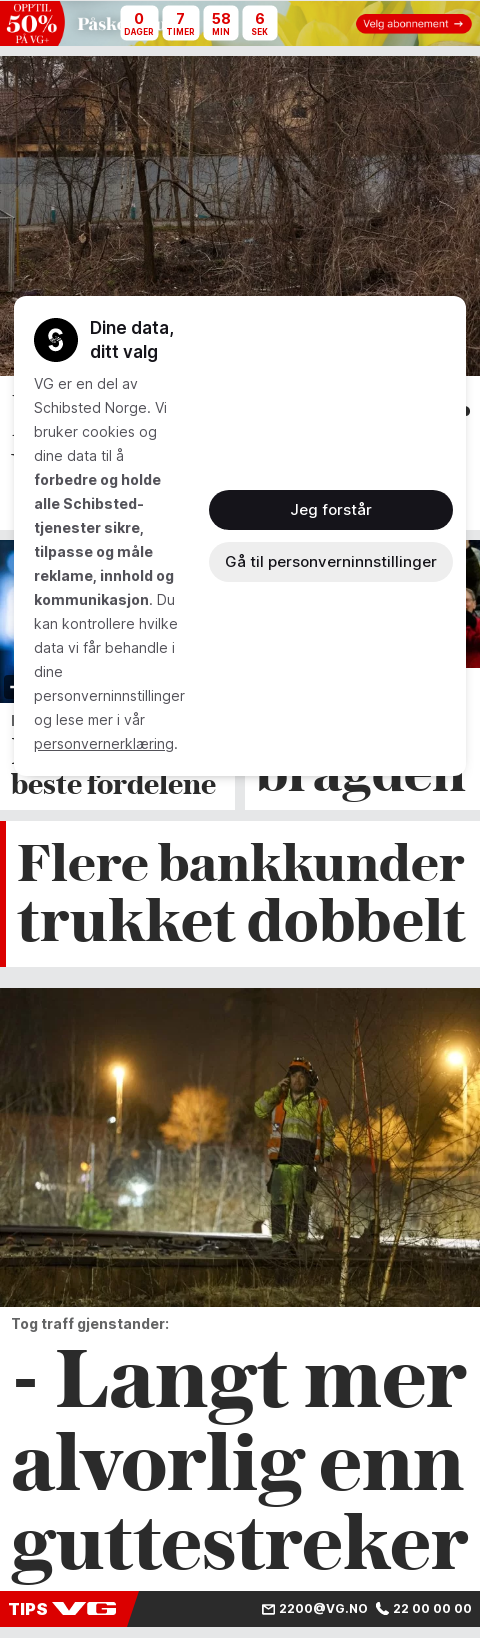 OPPTIL
50%
PÅ VG+
0
DAGER
7
TIMER
58
MIN
6
SEK
Velg abonnement →
Dine data,
ditt valg
VG er en del av
Schibsted Norge. Vi
bruker cookies og
dine data til å
forbedre og holde
alle Schibsted-
tjenester sikre,
tilpasse og måle
reklame, innhold og
kommunikasjon. Du
kan kontrollere hvilke
data vi får behandle i
dine
personverninnstillinger
og lese mer i vår
personvernerklæring.
Jeg forstår
Gå til personverninnstillinger
beste fordelene
bragden
Flere bankkunder
trukket dobbelt
Tog traff gjenstander:
- Langt mer
alvorlig enn
guttestreker
TIPS VG
2200@VG.NO
22 00 00 00